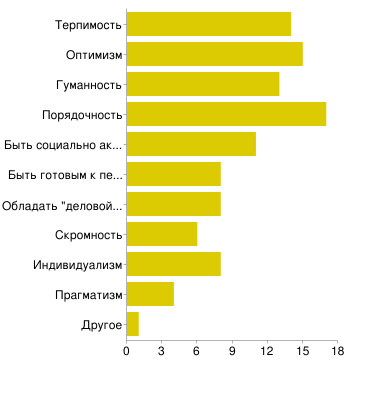 Терпимость
Оптимизм
Гуманность
Порядочность
Быть социально ак...
Быть готовым к пе...
Обладать "деловой...
Скромность
Индивидуализм
Прагматизм
Другое
0 3 6 9 12 15 18